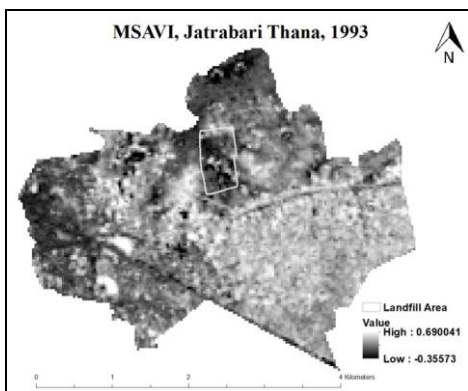 MSAVI, Jatrabari Thana, 1993
N
Landfill Area
Value
High : 0.690041
Low : -0.35573
0 1 2 4 Kilometers